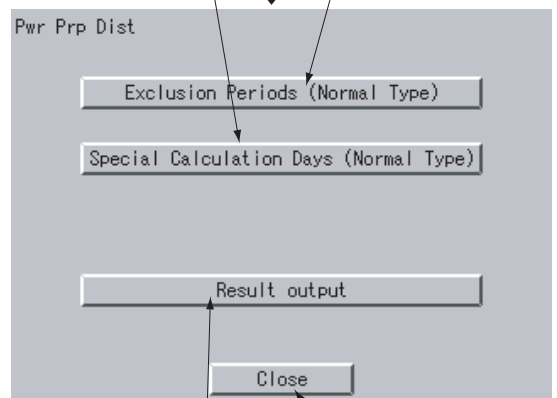 Pwr Prp Dist
Exclusion Periods (Normal Type)
Special Calculation Days (Normal Type)
Result output
Close